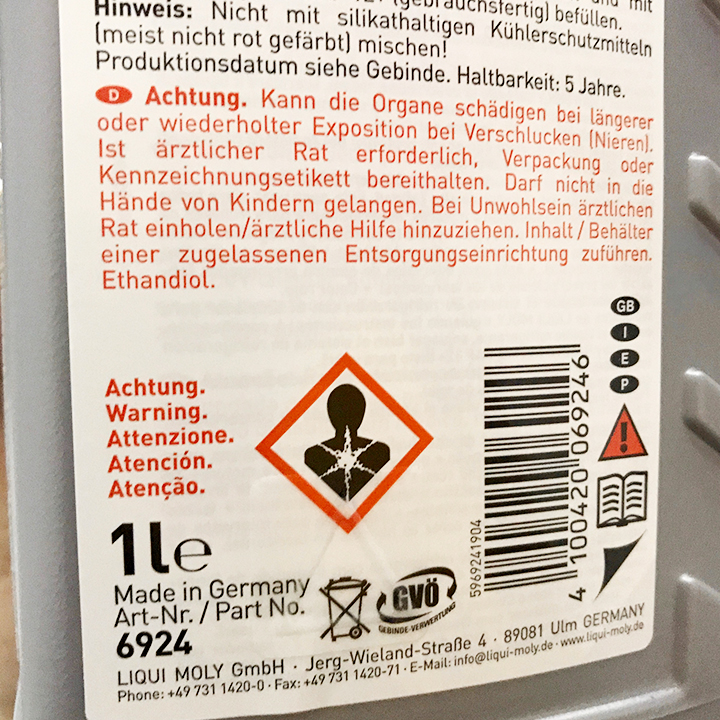 (gebrauchsfertig) befüllen.
Hinweis: Nicht mit silikathaltigen Kühlerschutzmitteln
(meist nicht rot gefärbt) mischen!
Produktionsdatum siehe Gebinde. Haltbarkeit: 5 Jahre.
D Achtung. Kann die Organe schädigen bei längerer
oder wiederholter Exposition bei Verschlucken (Nieren).
Ist ärztlicher Rat erforderlich, Verpackung oder
Kennzeichnungsetikett bereithalten. Darf nicht in die
Hände von Kindern gelangen. Bei Unwohlsein ärztlichen
Rat einholen/ärztliche Hilfe hinzuziehen. Inhalt / Behälter
einer zugelassenen Entsorgungseinrichtung zuführen.
Ethandiol.
GB
I
E
P
Achtung.
Warning.
Attenzione.
Atención.
Atenção.
4 100420 069246
5969241904
1l e
Made in Germany
Art-Nr. / Part No.
6924
GVÖ
GEBINDE-VERWERTUNG
LIQUI MOLY GmbH · Jerg-Wieland-Straße 4 · 89081 Ulm GERMANY
Phone: +49 731 1420-0 · Fax: +49 731 1420-71 · E-Mail: info@liqui-moly.de · www.liqui-moly.de